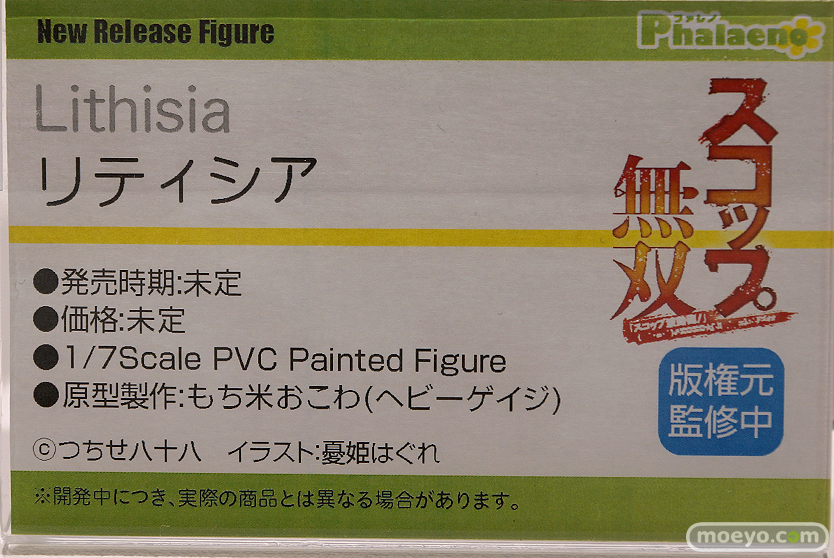 New Release Figure
ファレノ
Phalaeno
Lithisia
リティシア
スコップ
無双
●発売時期:未定
●価格:未定
●1/7Scale PVC Painted Figure
●原型製作:もち米おこわ(ヘビーゲイジ)
版権元
監修中
©つちせ八十八 イラスト:憂姫はぐれ
※開発中につき、実際の商品とは異なる場合があります。
moeyo.com